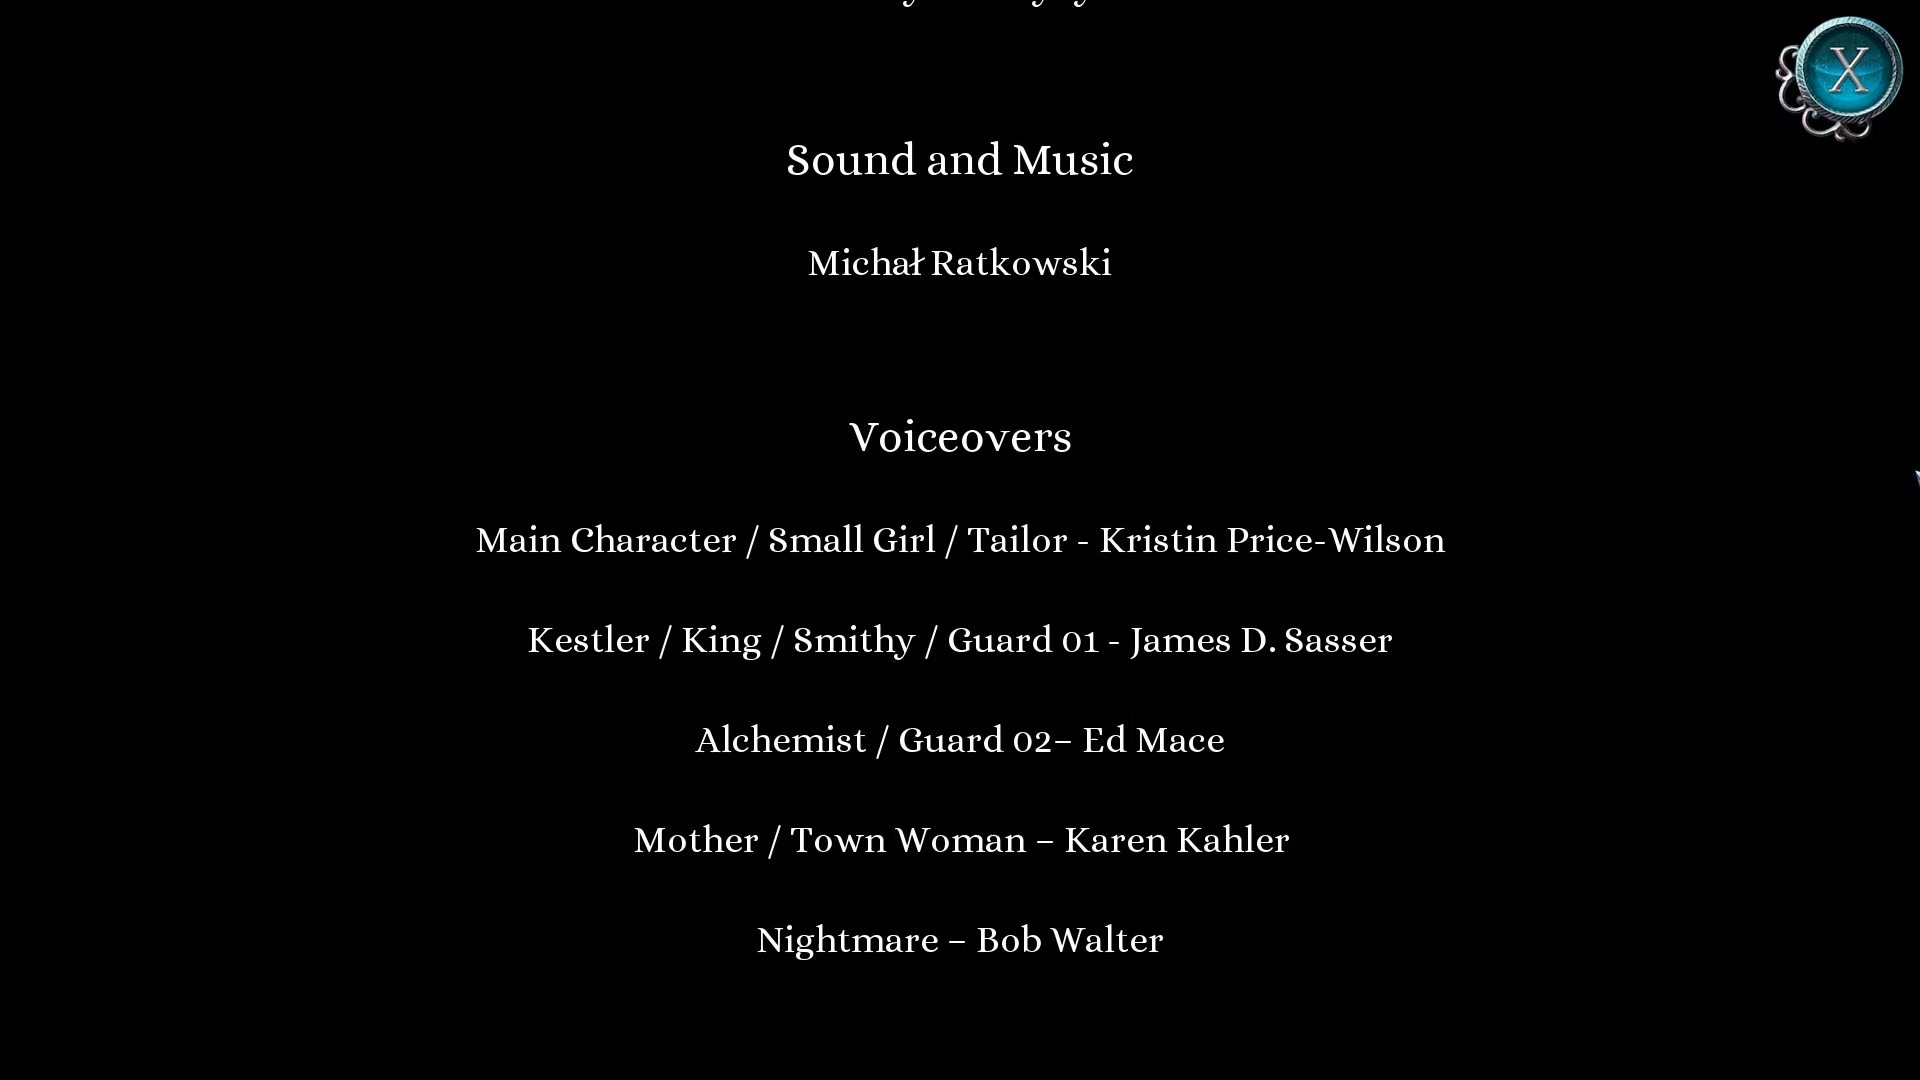 X
Sound and Music
Michał Ratkowski
Voiceovers
Main Character / Small Girl / Tailor - Kristin Price-Wilson
Kestler / King / Smithy / Guard 01 - James D. Sasser
Alchemist / Guard 02– Ed Mace
Mother / Town Woman – Karen Kahler
Nightmare – Bob Walter